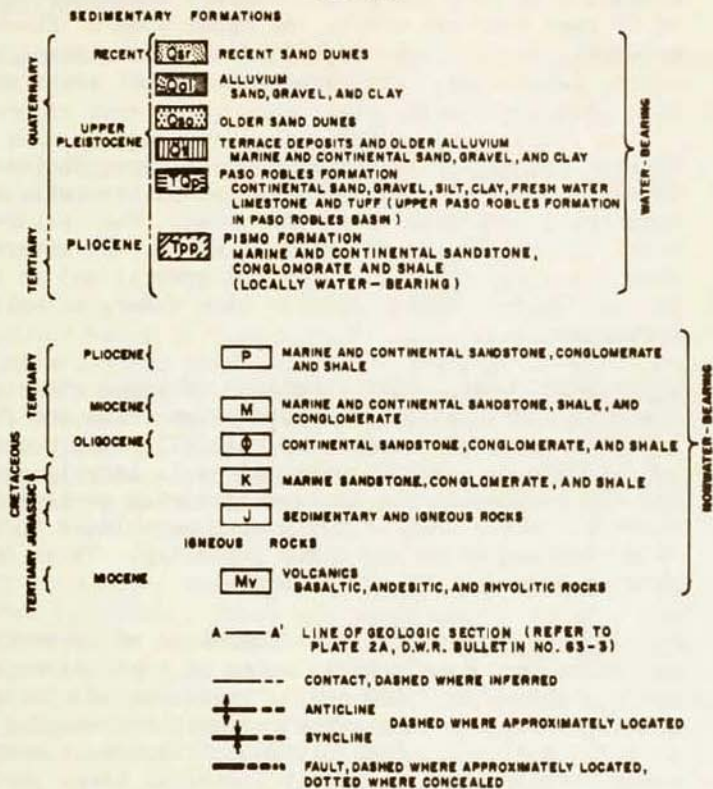 SEDIMENTARY FORMATIONS
QUATERNARY
RECENT
Qsr
RECENT SAND DUNES
Qal
ALLUVIUM
SAND, GRAVEL, AND CLAY
UPPER
PLEISTOCENE
Qso
OLDER SAND DUNES
Qt
TERRACE DEPOSITS AND OLDER ALLUVIUM
MARINE AND CONTINENTAL SAND, GRAVEL, AND CLAY
TQp
PASO ROBLES FORMATION
CONTINENTAL SAND, GRAVEL, SILT, CLAY, FRESH WATER
LIMESTONE AND TUFF (UPPER PASO ROBLES FORMATION
IN PASO ROBLES BASIN)
TERTIARY
PLIOCENE
Tpp
PISMO FORMATION
MARINE AND CONTINENTAL SANDSTONE,
CONGLOMORATE AND SHALE
(LOCALLY WATER-BEARING)
WATER-BEARING
TERTIARY
PLIOCENE
P
MARINE AND CONTINENTAL SANDSTONE, CONGLOMERATE
AND SHALE
MIOCENE
M
MARINE AND CONTINENTAL SANDSTONE, SHALE, AND
CONGLOMERATE
OLIGOCENE
Φ
CONTINENTAL SANDSTONE, CONGLOMERATE, AND SHALE
CRETACEOUS
JURASSIC &
K
MARINE SANDSTONE, CONGLOMERATE, AND SHALE
J
SEDIMENTARY AND IGNEOUS ROCKS
IGNEOUS ROCKS
TERTIARY
MIOCENE
Mv
VOLCANICS
BASALTIC, ANDESITIC, AND RHYOLITIC ROCKS
NONWATER-BEARING
A A' LINE OF GEOLOGIC SECTION (REFER TO
PLATE 2A, D.W.R. BULLETIN NO. 63-3)
CONTACT, DASHED WHERE INFERRED
ANTICLINE
DASHED WHERE APPROXIMATELY LOCATED
SYNCLINE
FAULT, DASHED WHERE APPROXIMATELY LOCATED,
DOTTED WHERE CONCEALED